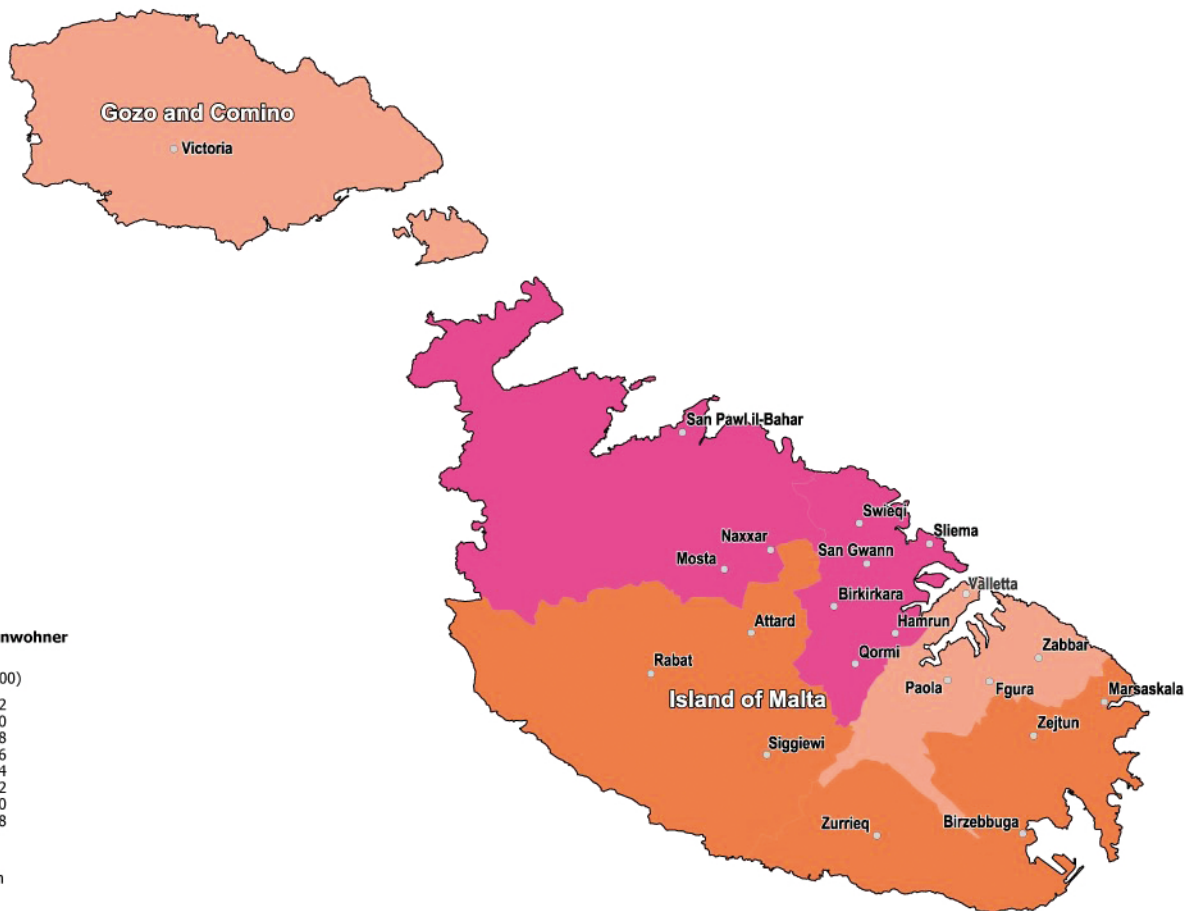 Gozo and Comino
Victoria
San Pawl il-Bahar
Swieqi
Sliema
Naxxar
San Gwann
Mosta
Valletta
Birkirkara
Hamrun
Attard
Zabbar
Qormi
Rabat
Paola
Fgura
Marsaskala
Island of Malta
Zejtun
Siggiewi
Zurrieq
Birzebbuga
nwohner
00)
2
0
8
6
4
2
0
8
n